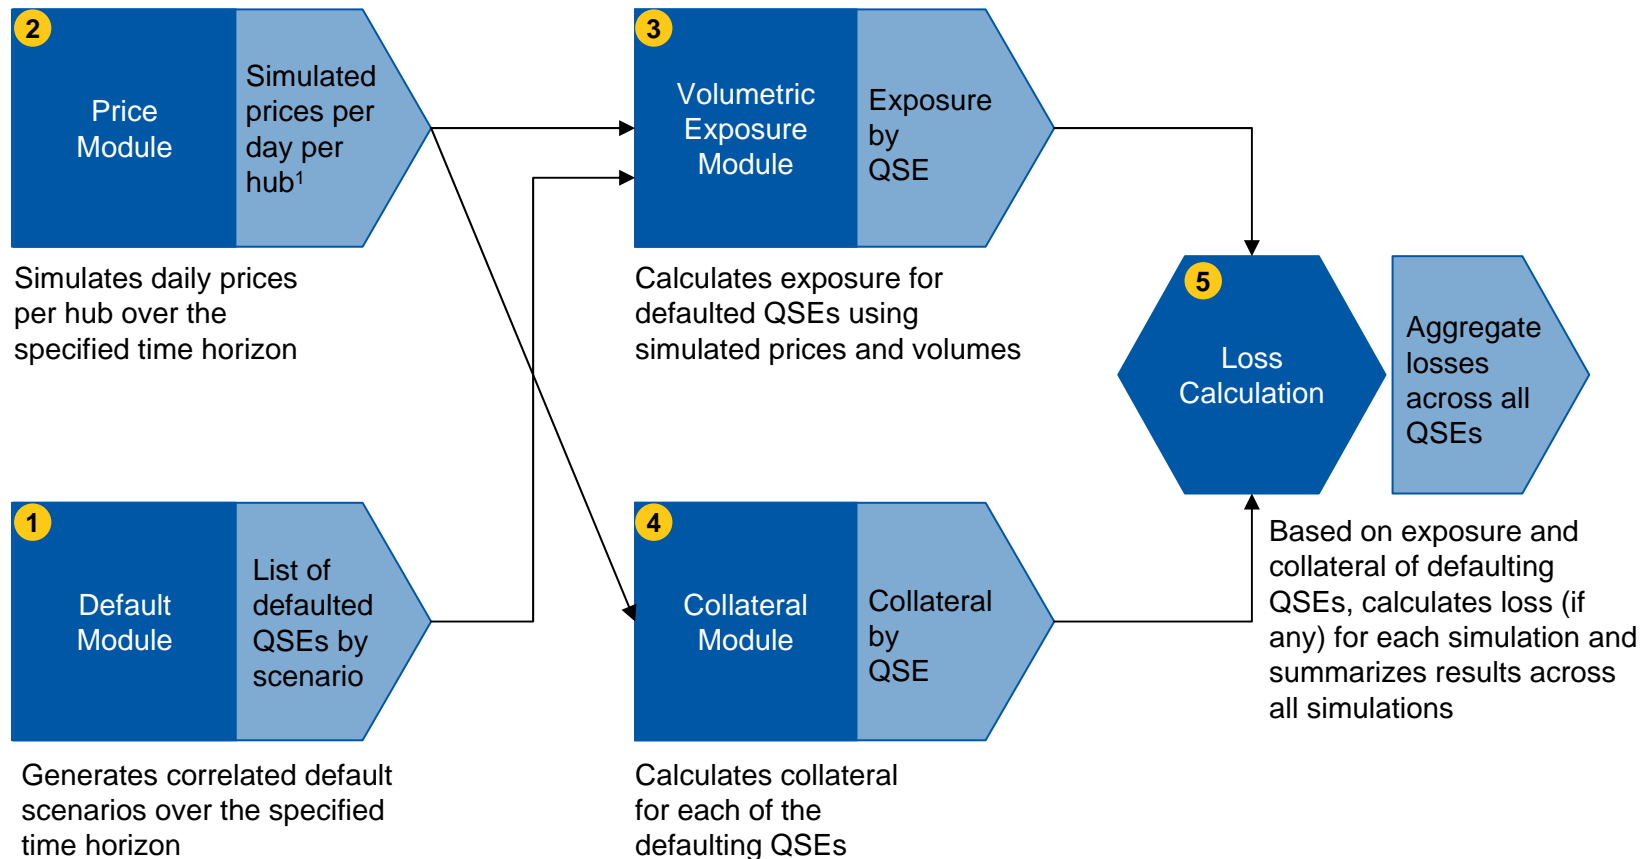 2
Price
Module
Simulated
prices per
day per
hub¹
Simulates daily prices
per hub over the
specified time horizon
3
Volumetric
Exposure
Module
Exposure
by
QSE
Calculates exposure for
defaulted QSEs using
simulated prices and volumes
5
Loss
Calculation
Aggregate
losses
across all
QSEs
Based on exposure and
collateral of defaulting
QSEs, calculates loss (if
any) for each simulation and
summarizes results across
all simulations
1
Default
Module
List of
defaulted
QSEs by
scenario
Generates correlated default
scenarios over the specified
time horizon
4
Collateral
Module
Collateral
by
QSE
Calculates collateral
for each of the
defaulting QSEs